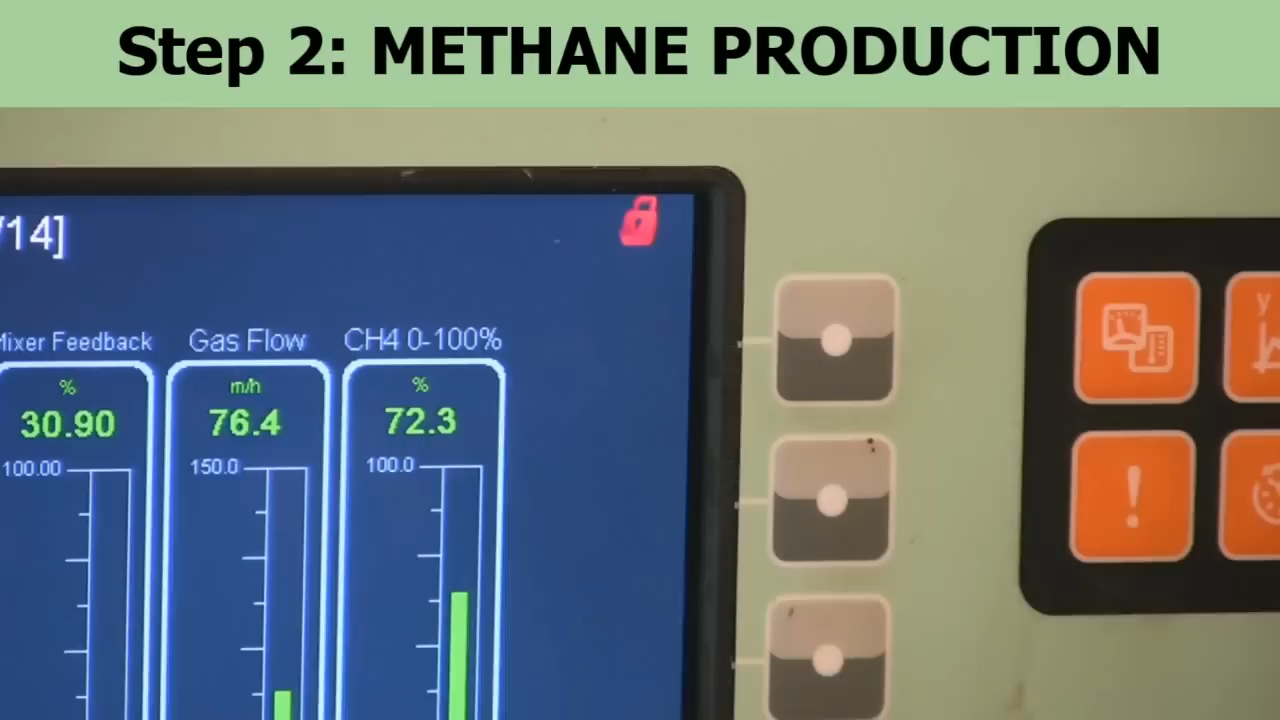 Step 2: METHANE PRODUCTION
/14]
Mixer Feedback
Gas Flow
CH4 0-100%
%
m/h
%
30.90
76.4
72.3
100.00
150.0
100.0
y
!